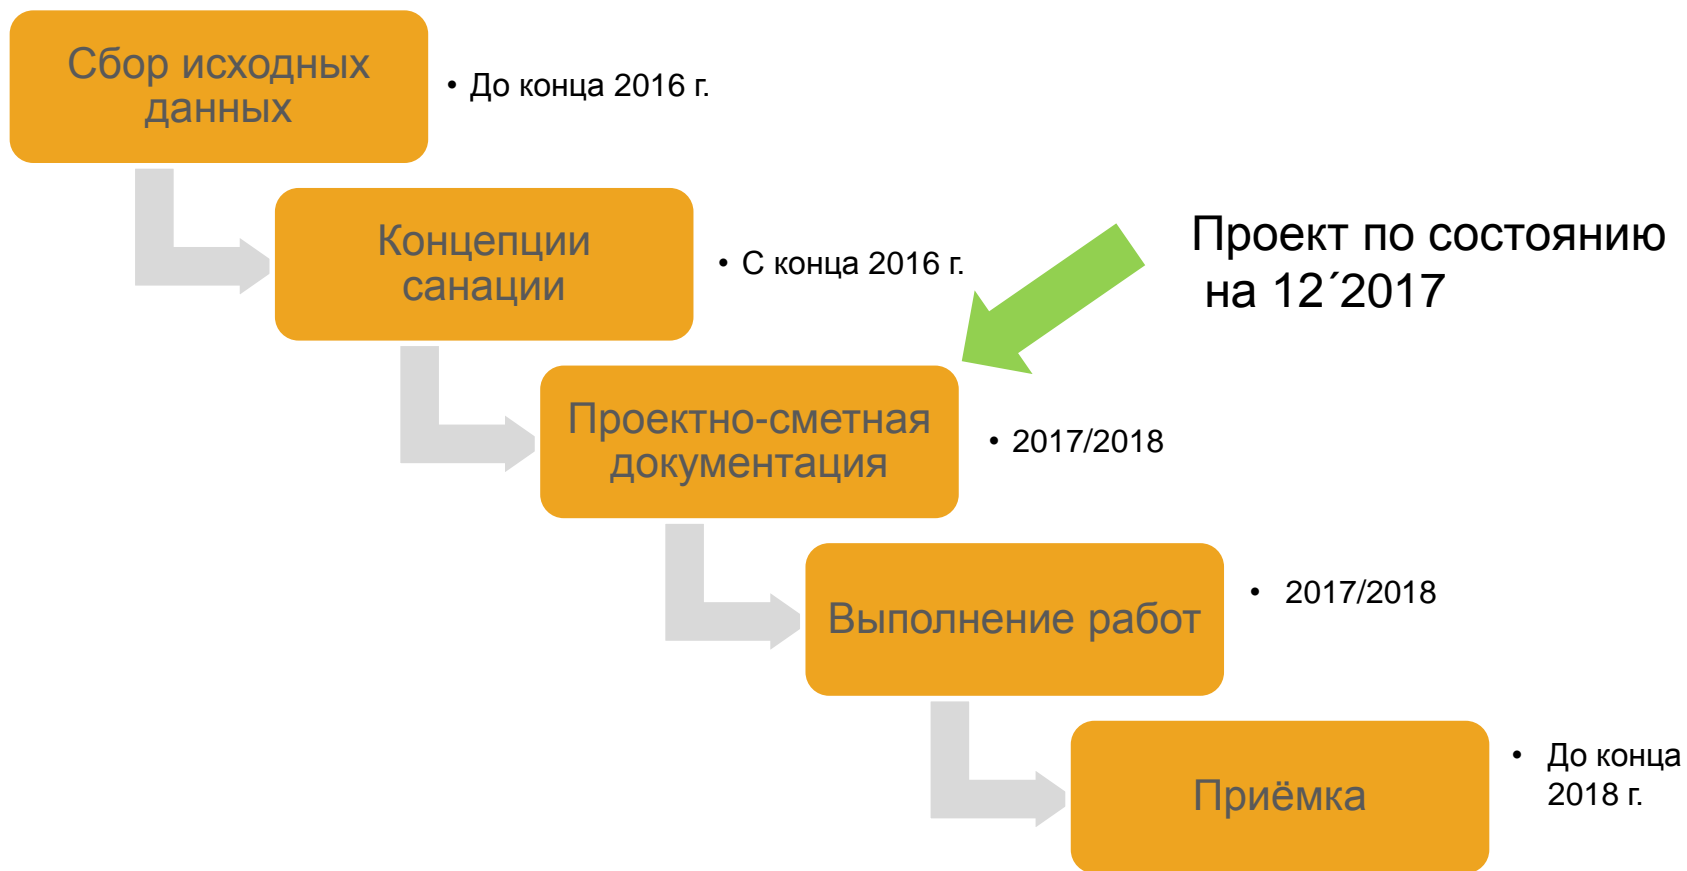 Сбор исходных
данных
• До конца 2016 г.
Концепции
санации
• С конца 2016 г.
Проект по состоянию
на 12´2017
Проектно-сметная
документация
• 2017/2018
Выполнение работ
• 2017/2018
Приёмка
• До конца
2018 г.